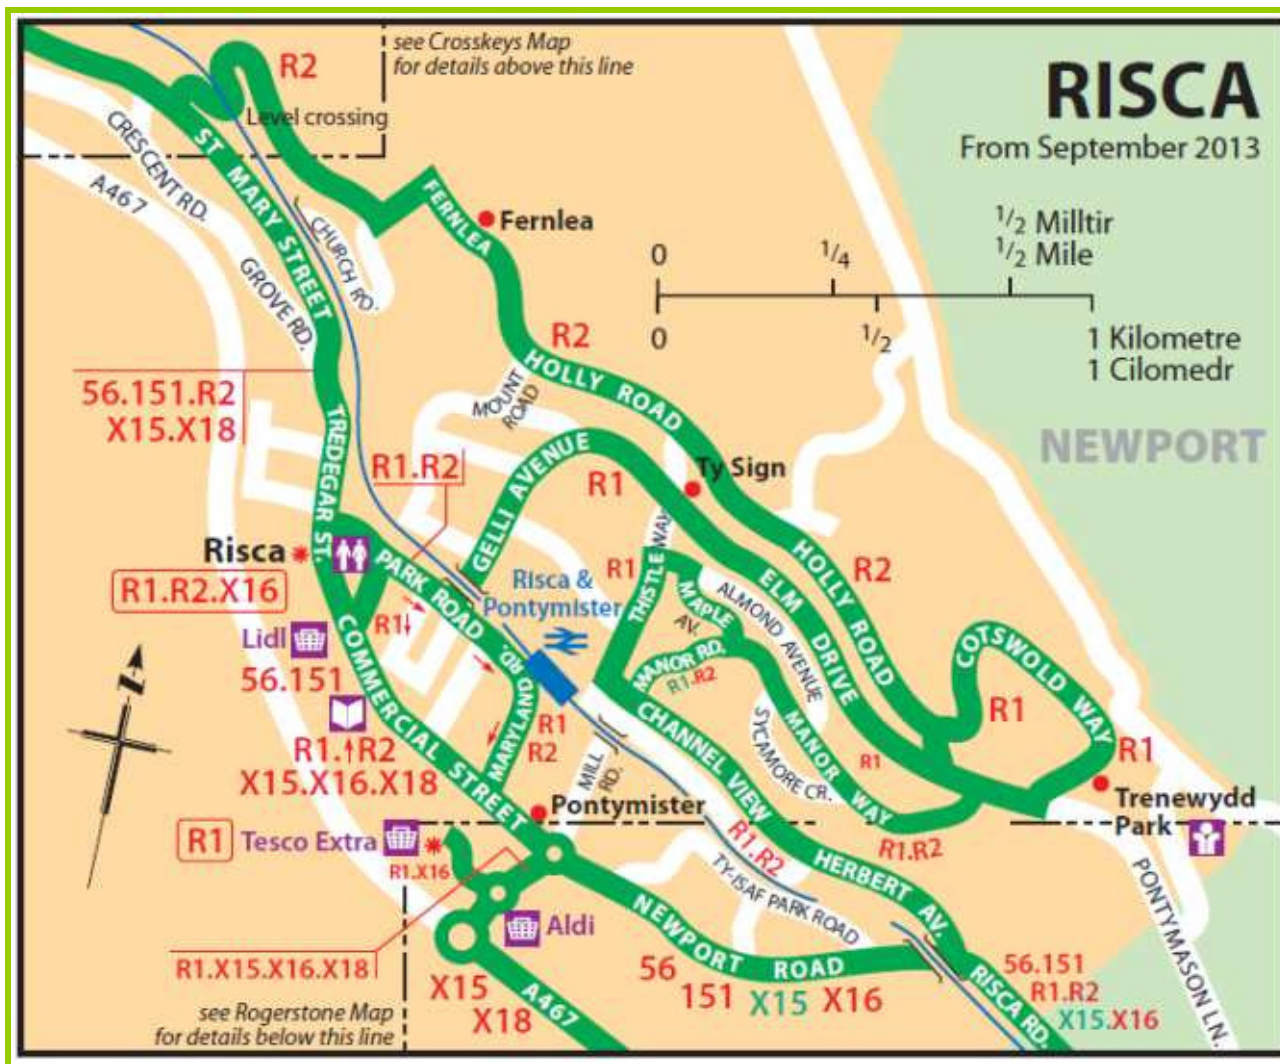 RISCA
From September 2013
see Crosskeys Map
for details above this line
R2
Level crossing
ST MARY STREET
CRESCENT RD.
A467
GROVE RD.
CHURCH RD.
FERNLEA
Fernlea
1/2 Milltir
1/2 Mile
0
1/4
0
1/2
1 Kilometre
1 Cilomedr
NEWPORT
R2
HOLLY ROAD
MOUNT
ROAD
56.151.R2
X15.X18
TREDEGAR ST.
R1.R2
GELLI AVENUE
R1
Ty Sign
Risca
R1.R2.X16
PARK ROAD
Risca &
Pontymister
R1
THISTLE WAY
MAPLE
AV.
ALMOND AVENUE
ELM DRIVE
HOLLY ROAD
R2
COTSWOLD WAY
R1
R1
Trenewydd
Park
Lidl
56.151
R1↓
COMMERCIAL STREET
R1.↑R2
X15.X16.X18
MARYLAND RD.
R1
R2
MILL
RD.
MANOR RD.
R1.R2
CHANNEL VIEW
SYCAMORE CR.
MANOR WAY
R1
R1.R2
Pontymister
R1
Tesco Extra
R1.X16
R1.R2
TY-ISAF PARK ROAD
HERBERT AV.
PONTYMASON LN.
Aldi
R1.X15.X16.X18
NEWPORT ROAD
56
151 X15 X16
X15
X18
A467
RISCA RD.
56.151
R1.R2
X15.X16
see Rogerstone Map
for details below this line